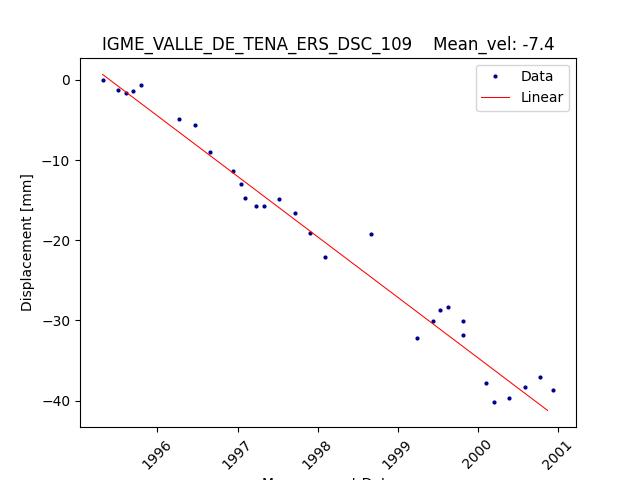 IGME_VALLE_DE_TENA_ERS_DSC_109 Mean_vel: -7.4
Data
Linear
Displacement [mm]
0
−10
−20
−30
−40
1996
1997
1998
1999
2000
2001